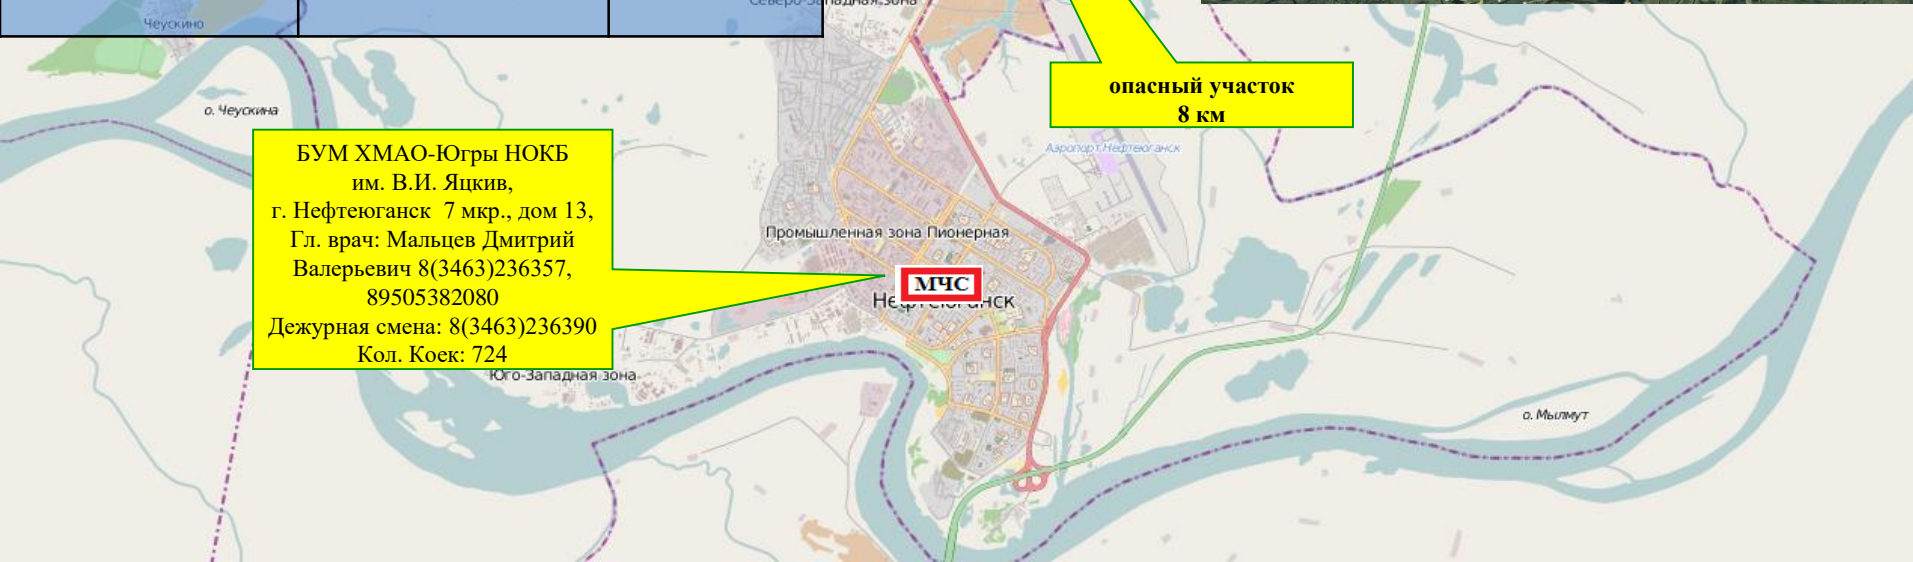 Северо-Западная зона
Чеускино
опасный участок
8 км
о. Чеускина
Аэропорт Нефтеюганск
БУМ ХМАО-Югры НОКБ
им. В.И. Яцкив,
г. Нефтеюганск 7 мкр., дом 13,
Гл. врач: Мальцев Дмитрий
Валерьевич 8(3463)236357,
89505382080
Дежурная смена: 8(3463)236390
Кол. Коек: 724
Промышленная зона Пионерная
МЧС
Нефтеюганск
Юго-Западная зона
о. Мылмут